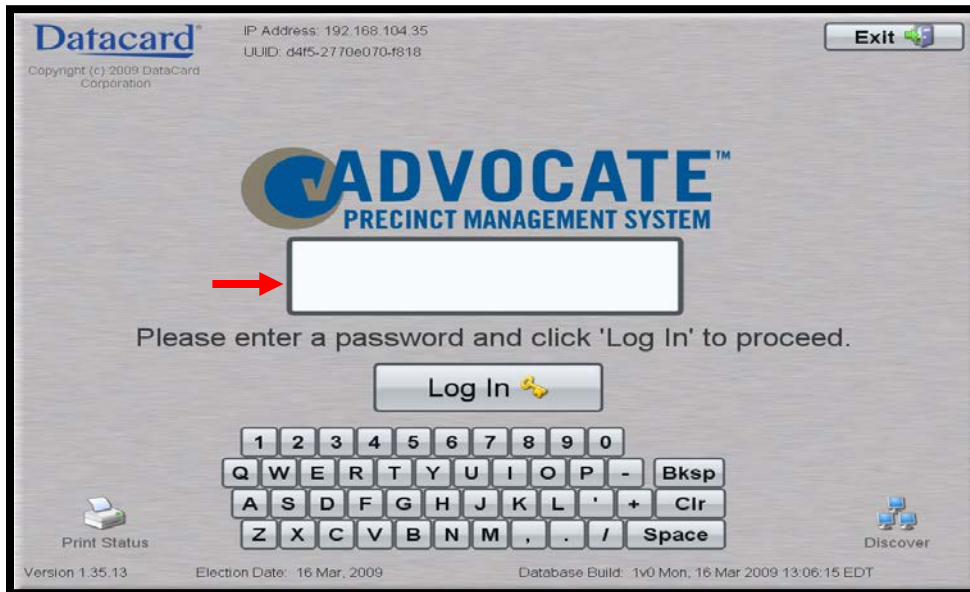 Datacard®
IP Address: 192.168.104.35
UUID: d4f5-2770e070-f818
Exit
Copyright (c) 2009 DataCard
Corporation
ADVOCATE™
PRECINCT MANAGEMENT SYSTEM
Please enter a password and click 'Log In' to proceed.
Log In
1 2 3 4 5 6 7 8 9 0
Q W E R T Y U I O P - Bksp
A S D F G H J K L ' + Clr
Z X C V B N M , . / Space
Print Status
Discover
Version 1.35.13 Election Date: 16 Mar, 2009 Database Build: 1v0 Mon, 16 Mar 2009 13:06:15 EDT